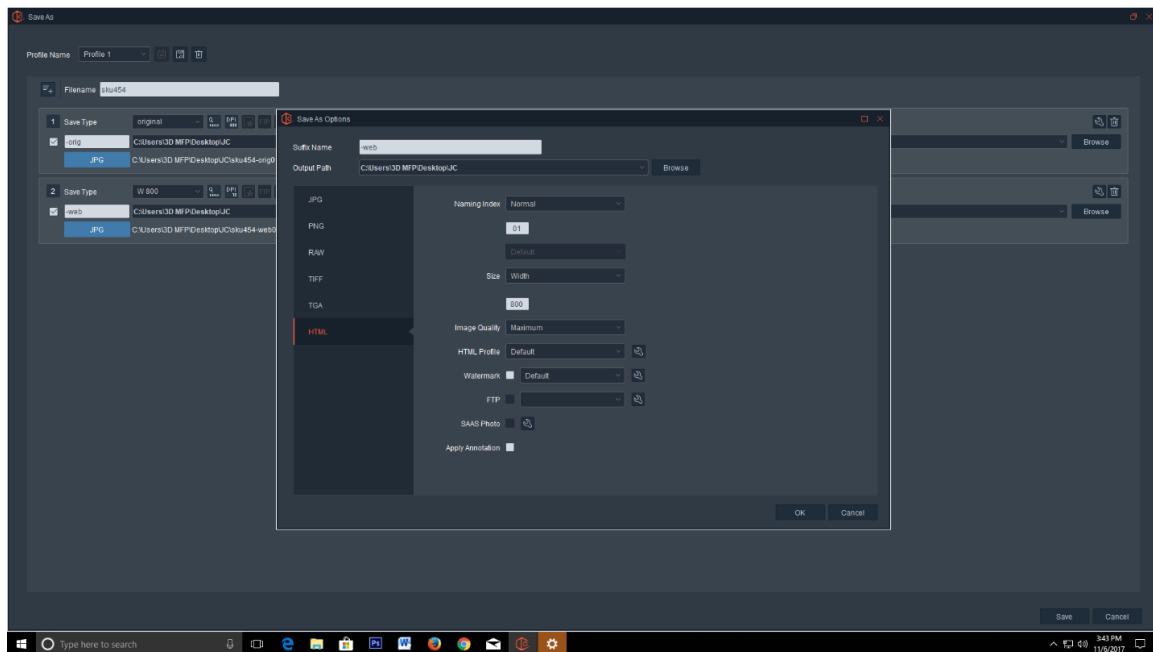 Save As
Profile Name Profile 1
Filename sku454
1 Save Type original DPI
-orig C:\Users\3D MFP\Desktop\JC Browse
JPG C:\Users\3D MFP\Desktop\JC\sku454-orig0
2 Save Type W 800 DPI
-web C:\Users\3D MFP\Desktop\JC Browse
JPG C:\Users\3D MFP\Desktop\JC\sku454-web0
Save As Options
Suffix Name -web
Output Path C:\Users\3D MFP\Desktop\JC Browse
JPG
PNG
RAW
TIFF
TGA
HTML
Naming Index Normal
01
Default
Size Width
800
Image Quality Maximum
HTML Profile Default
Watermark Default
FTP
SAAS Photo
Apply Annotation
OK Cancel
Save Cancel
Type here to search
Ps
W
3:43 PM
11/6/2017